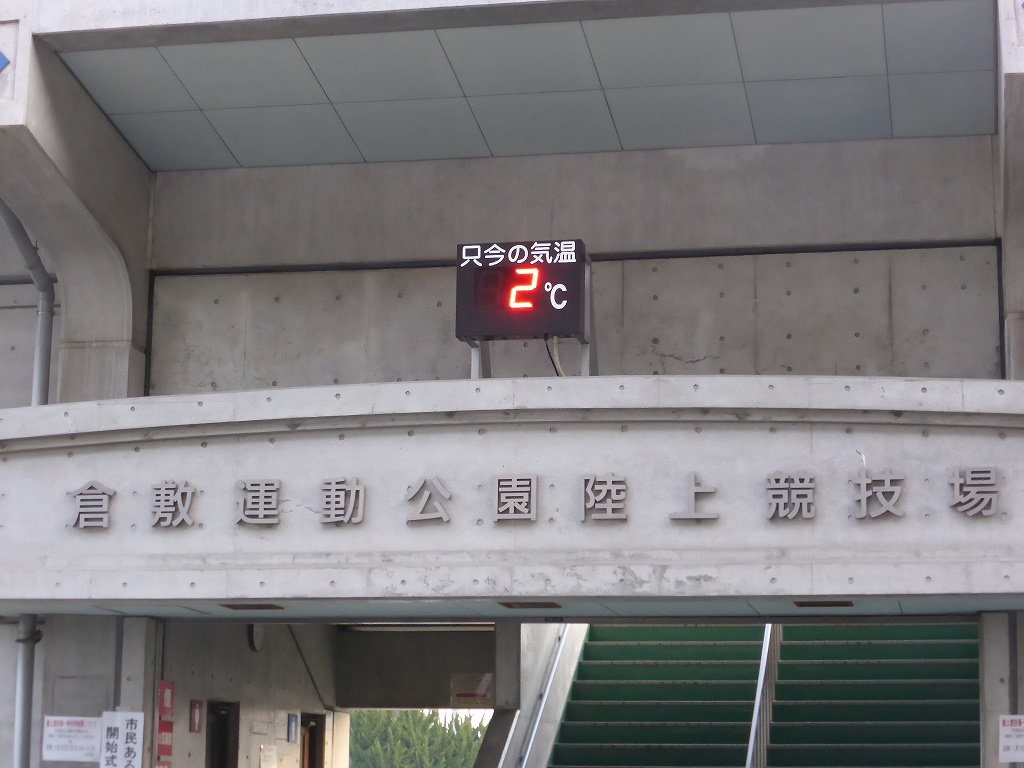 只今の気温
2℃
倉敷運動公園陸上競技場
市民ある
開始式